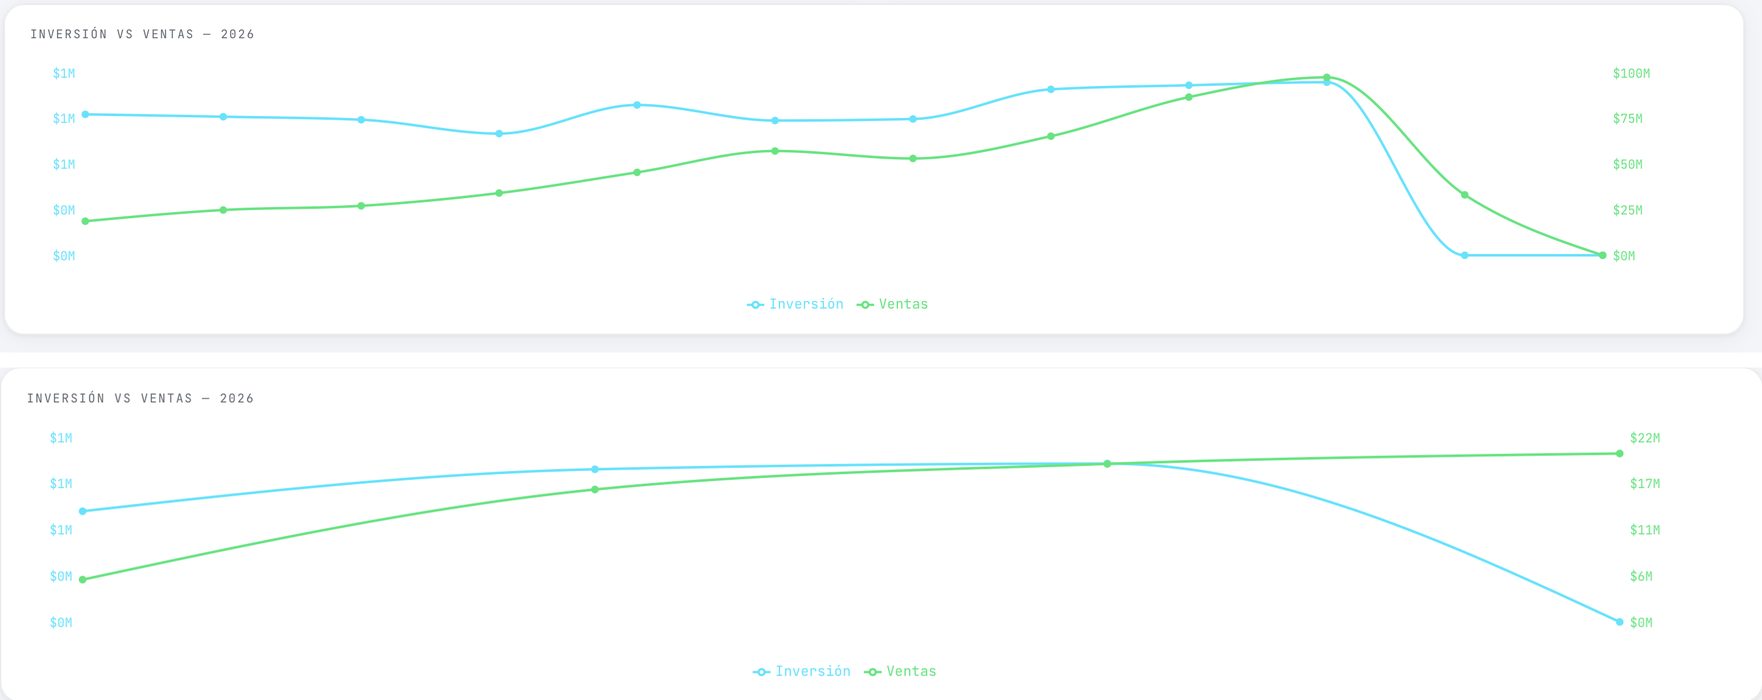 INVERSIÓN VS VENTAS — 2026
$1M $100M
$1M $75M
$1M $50M
$0M $25M
$0M $0M
Inversión Ventas
INVERSIÓN VS VENTAS — 2026
$1M $22M
$1M $17M
$1M $11M
$0M $6M
$0M $0M
Inversión Ventas